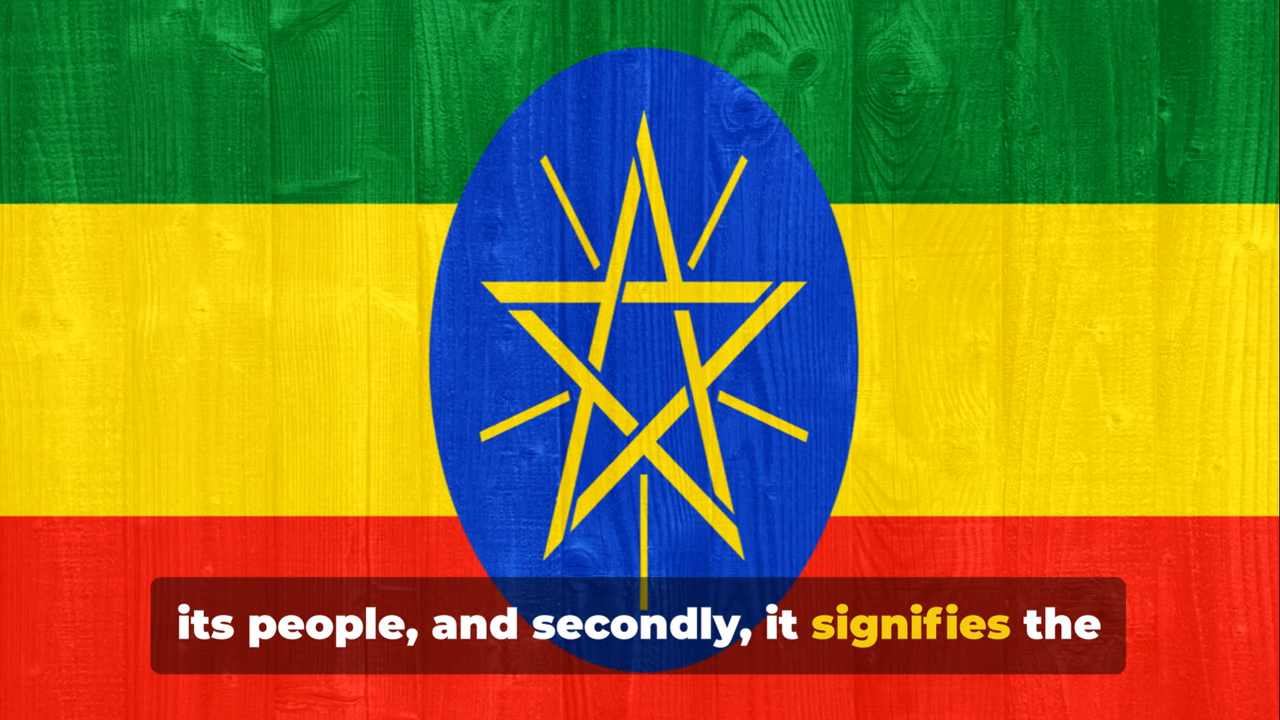 its people, and secondly, it signifies the